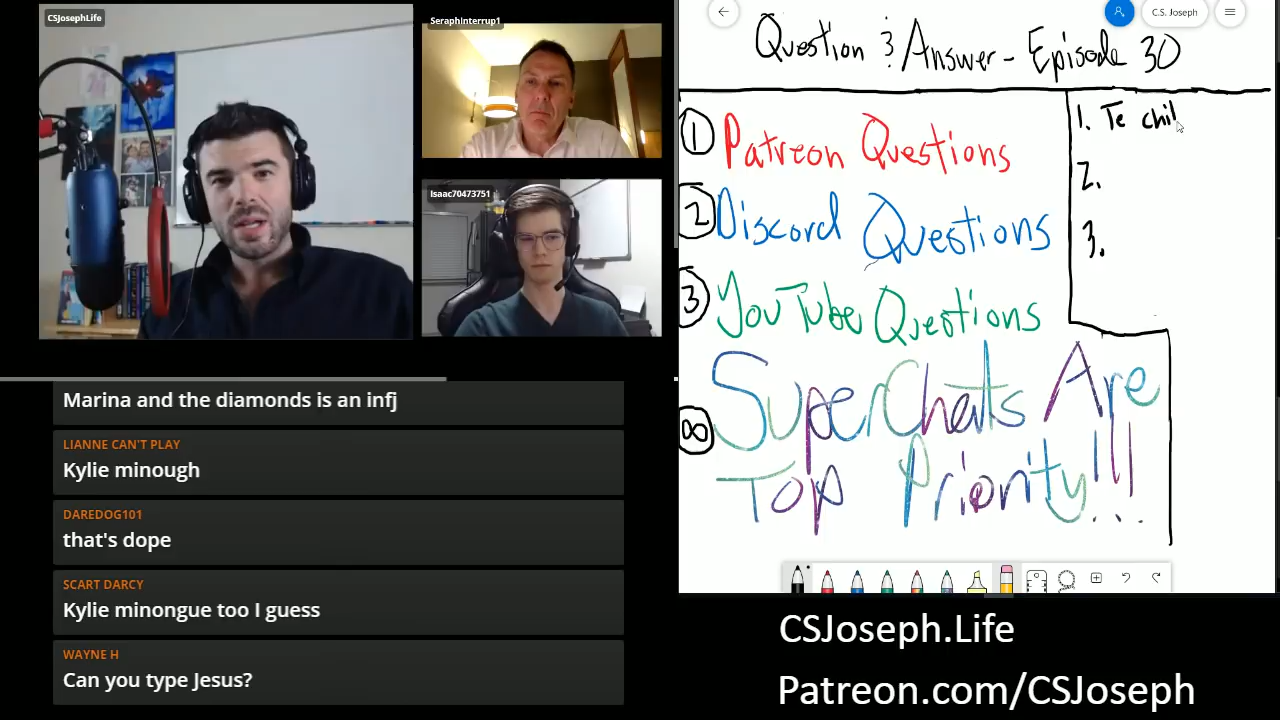 CSJosephLife
SeraphInterrup1
Isaac70473751
C.S. Joseph
Question & Answer - Episode 30
1 Patreon Questions
2 Discord Questions
3 YouTube Questions
∞ SuperChats Are
Top Priority!!!
1. Te chil
2.
3.
Marina and the diamonds is an infj
LIANNE CAN'T PLAY
Kylie minough
DAREDOG101
that's dope
SCART DARCY
Kylie minongue too I guess
WAYNE H
Can you type Jesus?
CSJoseph.Life
Patreon.com/CSJoseph